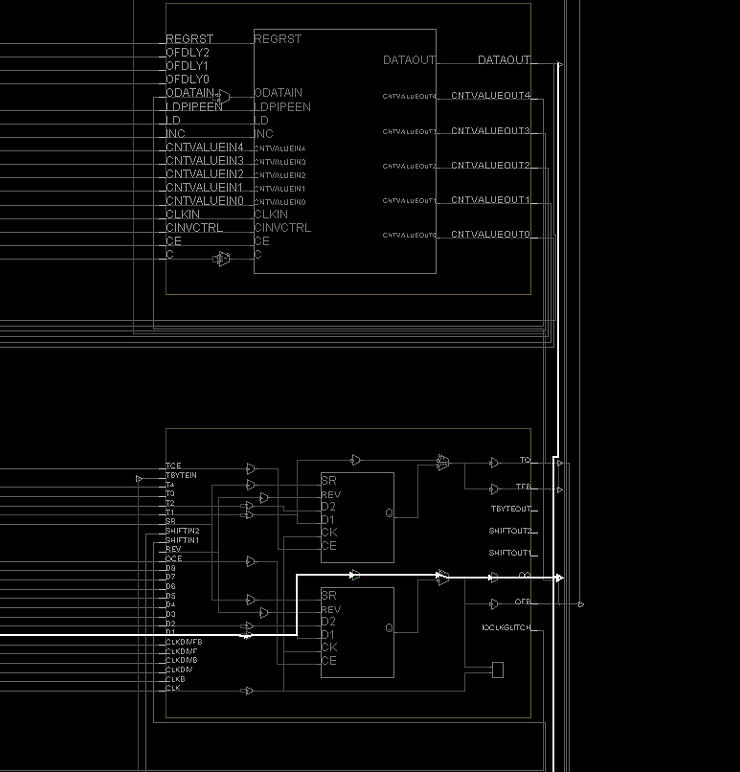 REGRST
OFDLY2
OFDLY1
OFDLY0
ODATAIN
LDPIPEEN
LD
INC
CNTVALUEIN4
CNTVALUEIN3
CNTVALUEIN2
CNTVALUEIN1
CNTVALUEIN0
CLKIN
CINVCTRL
CE
C
REGRST
ODATAIN
LDPIPEEN
LD
INC
CNTVALUEIN4
CNTVALUEIN3
CNTVALUEIN2
CNTVALUEIN1
CNTVALUEIN0
CLKIN
CINVCTRL
CE
C
DATAOUT
CNTVALUEOUT4
CNTVALUEOUT3
CNTVALUEOUT2
CNTVALUEOUT1
CNTVALUEOUT0
DATAOUT
CNTVALUEOUT4
CNTVALUEOUT3
CNTVALUEOUT2
CNTVALUEOUT1
CNTVALUEOUT0
TCE
TBYTEIN
T4
T3
T2
T1
SR
SHIFTIN2
SHIFTIN1
REV
OCE
D8
D7
D6
D5
D4
D3
D2
D1
CLKDIVFB
CLKDIVF
CLKDIVB
CLKDIV
CLKB
CLK
SR
REV
D2
D1
CK
CE
Q
SR
REV
D2
D1
CK
CE
Q
TQ
TFB
TBYTEOUT
SHIFTOUT2
SHIFTOUT1
OQ
OFB
IOCLKGLITCH